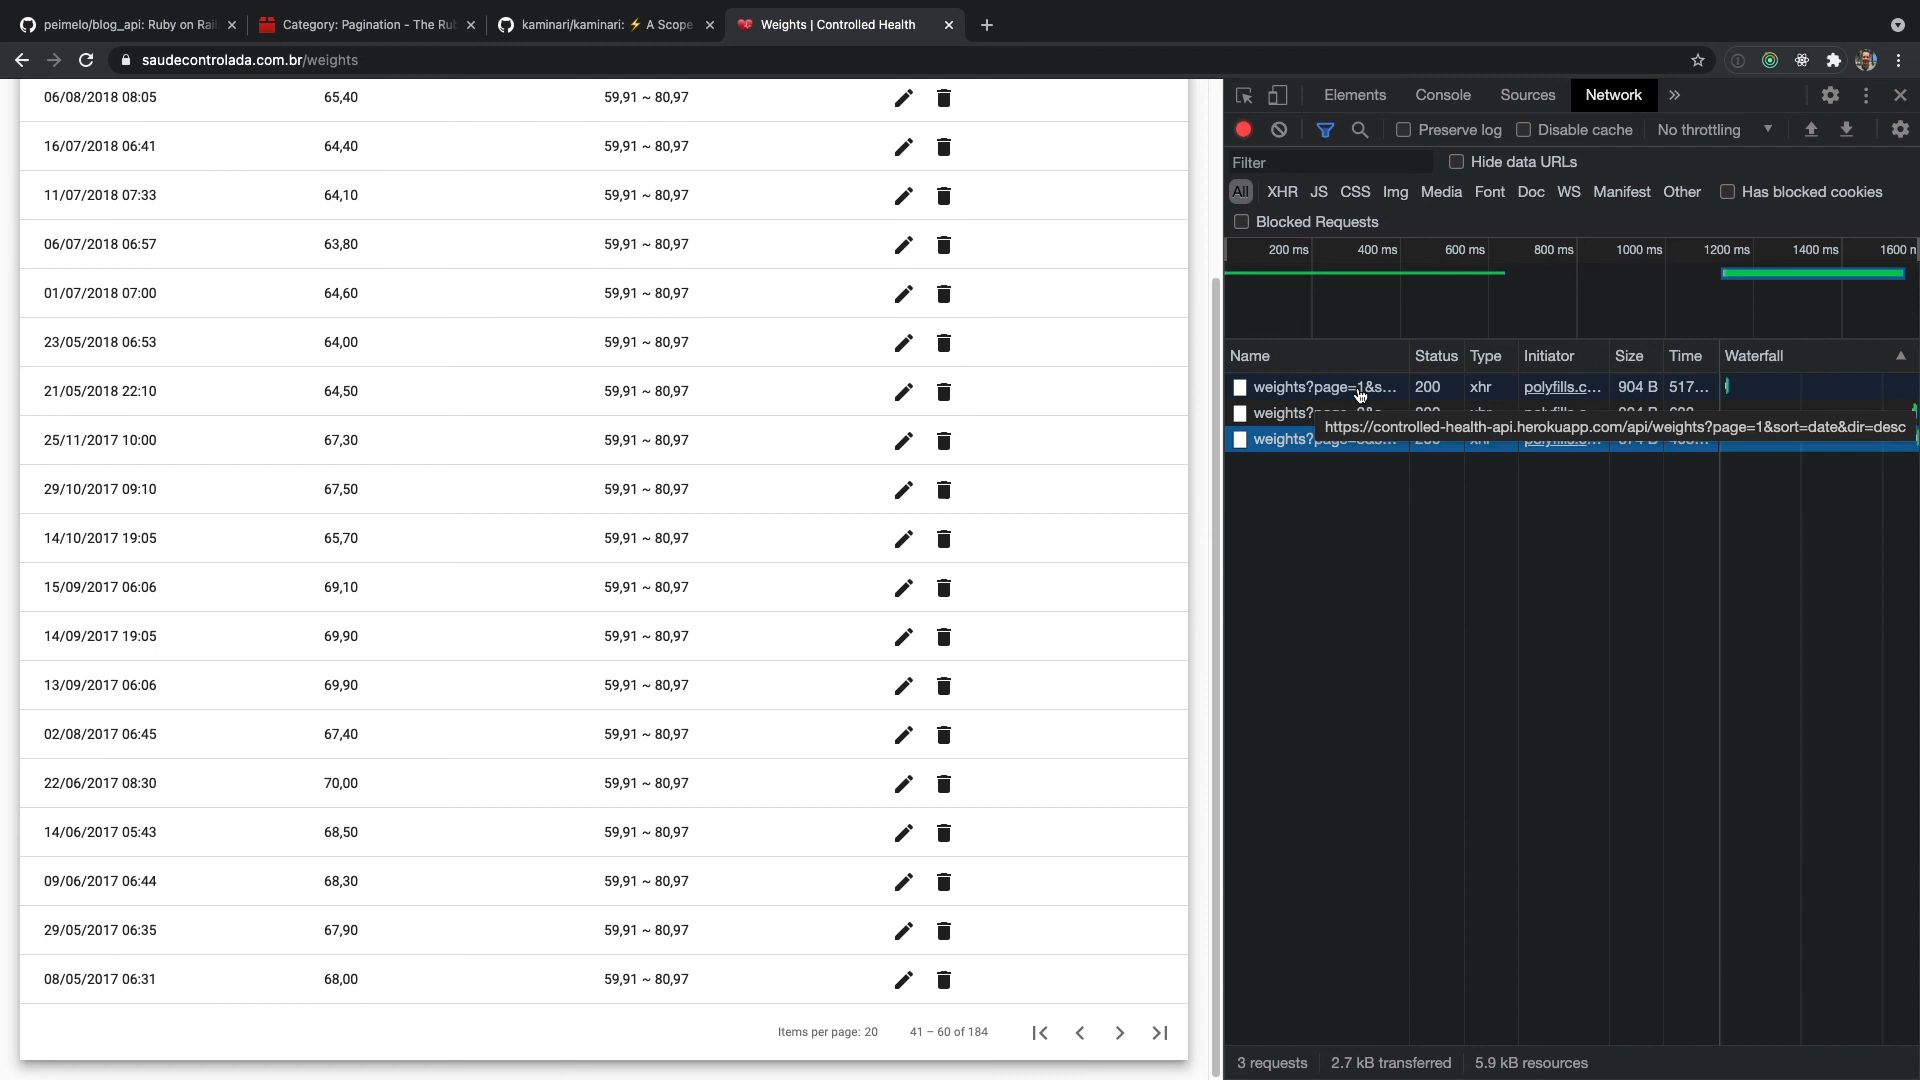 peimelo/blog_api: Ruby on Rail
Category: Pagination - The Rub
kaminari/kaminari: ⚡ A Scope
Weights | Controlled Health
saudecontrolada.com.br/weights
06/08/2018 08:05 65,40 59,91 ~ 80,97
16/07/2018 06:41 64,40 59,91 ~ 80,97
11/07/2018 07:33 64,10 59,91 ~ 80,97
06/07/2018 06:57 63,80 59,91 ~ 80,97
01/07/2018 07:00 64,60 59,91 ~ 80,97
23/05/2018 06:53 64,00 59,91 ~ 80,97
21/05/2018 22:10 64,50 59,91 ~ 80,97
25/11/2017 10:00 67,30 59,91 ~ 80,97
29/10/2017 09:10 67,50 59,91 ~ 80,97
14/10/2017 19:05 65,70 59,91 ~ 80,97
15/09/2017 06:06 69,10 59,91 ~ 80,97
14/09/2017 19:05 69,90 59,91 ~ 80,97
13/09/2017 06:06 69,90 59,91 ~ 80,97
02/08/2017 06:45 67,40 59,91 ~ 80,97
22/06/2017 08:30 70,00 59,91 ~ 80,97
14/06/2017 05:43 68,50 59,91 ~ 80,97
09/06/2017 06:44 68,30 59,91 ~ 80,97
29/05/2017 06:35 67,90 59,91 ~ 80,97
08/05/2017 06:31 68,00 59,91 ~ 80,97
Items per page: 20 41 – 60 of 184
Elements Console Sources Network »
Preserve log Disable cache No throttling
Filter Hide data URLs
All XHR JS CSS Img Media Font Doc WS Manifest Other Has blocked cookies
Blocked Requests
200 ms 400 ms 600 ms 800 ms 1000 ms 1200 ms 1400 ms 1600 n
Name Status Type Initiator Size Time Waterfall
weights?page=1&s... 200 xhr polyfills.c... 904 B 517...
weights?
https://controlled-health-api.herokuapp.com/api/weights?page=1&sort=date&dir=desc
weights?
3 requests 2.7 kB transferred 5.9 kB resources